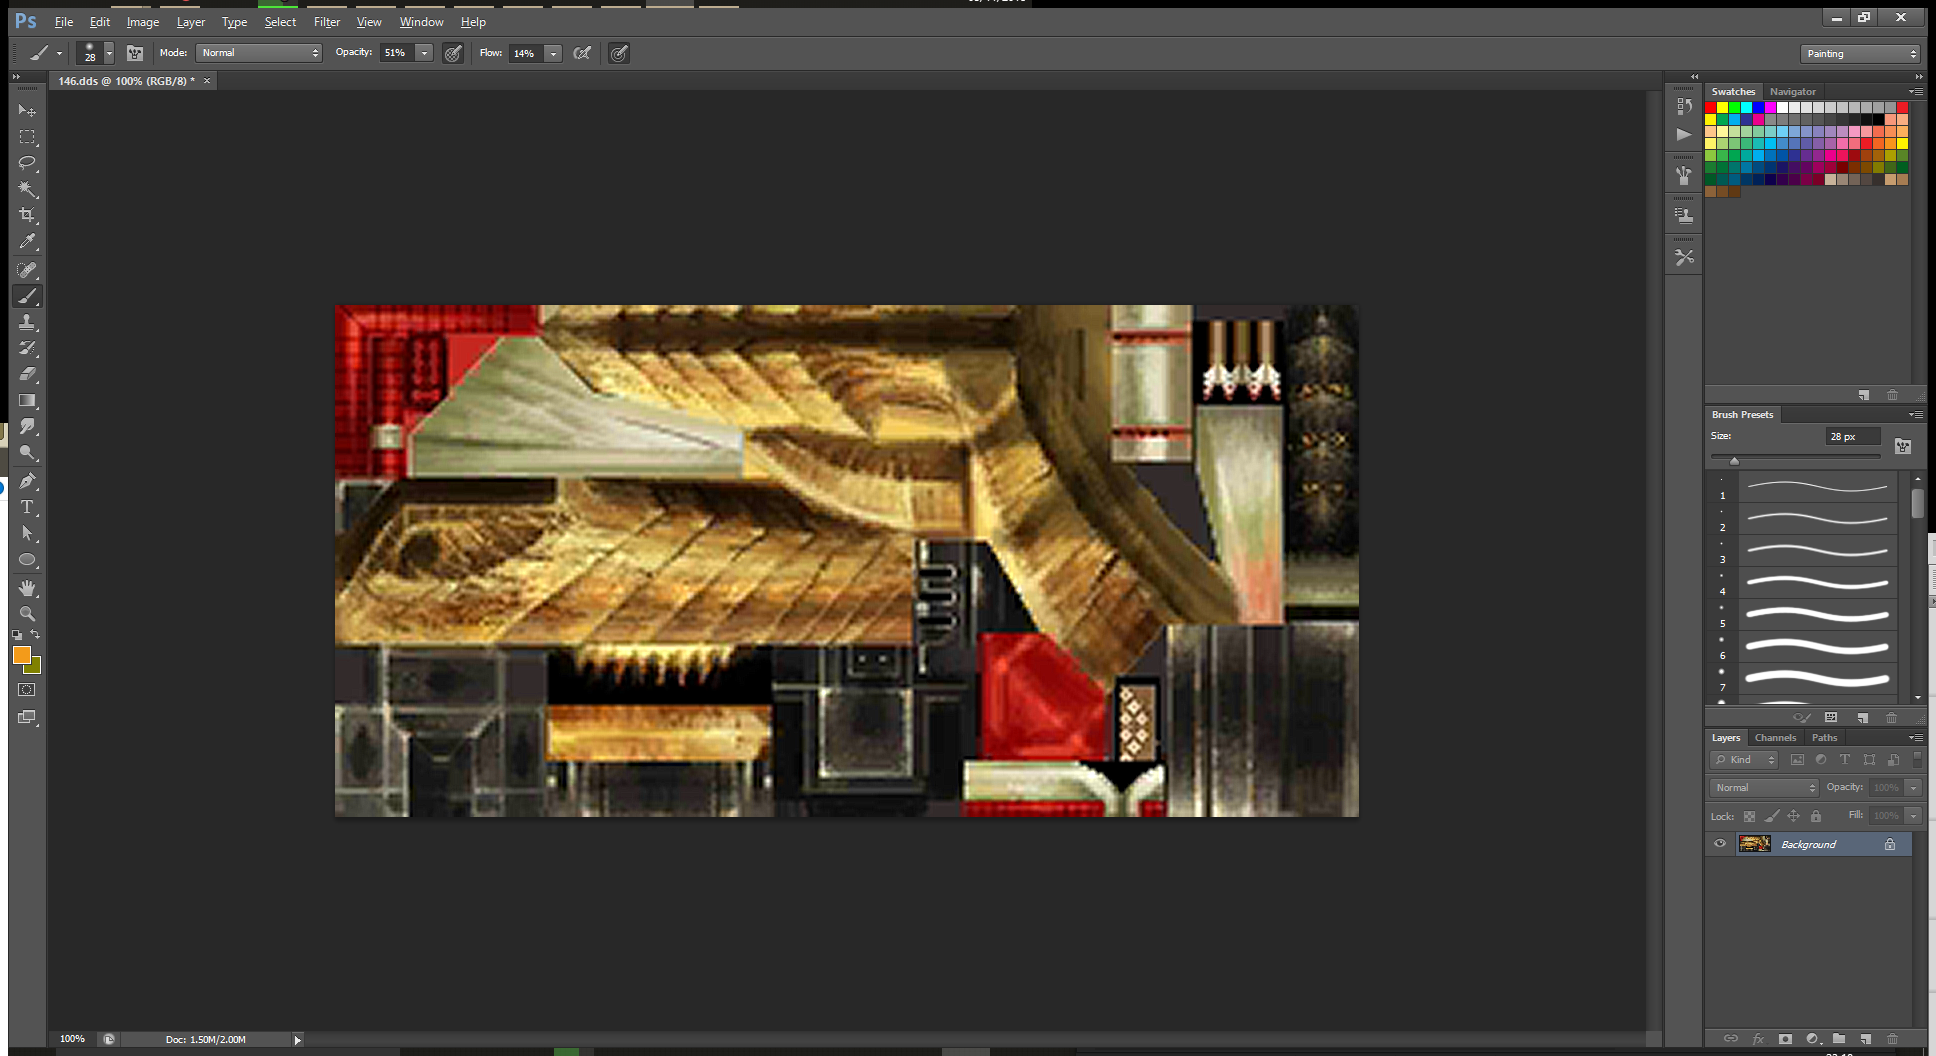 Ps File Edit Image Layer Type Select Filter View Window Help
28 Mode: Normal Opacity: 51% Flow: 14% Painting
146.dds @ 100% (RGB/8) * ×
Swatches Navigator
Brush Presets
Size: 28 px
1
2
3
4
5
6
7
Layers Channels Paths
Kind
Normal Opacity: 100%
Lock: Fill: 100%
Background
100% Doc: 1.50M/2.00M